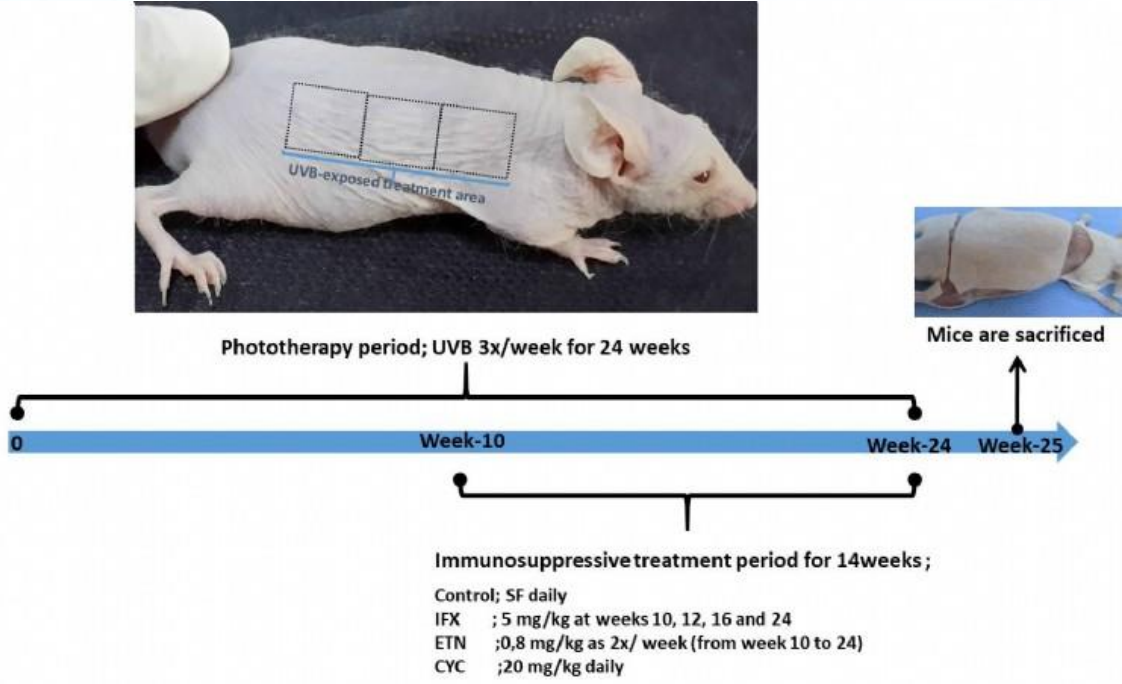 UVB-exposed treatment area
Mice are sacrificed
Phototherapy period; UVB 3x/week for 24 weeks
0 Week-10 Week-24 Week-25
Immunosuppressive treatment period for 14weeks ;
Control; SF daily
IFX ; 5 mg/kg at weeks 10, 12, 16 and 24
ETN ;0,8 mg/kg as 2x/ week (from week 10 to 24)
CYC ;20 mg/kg daily